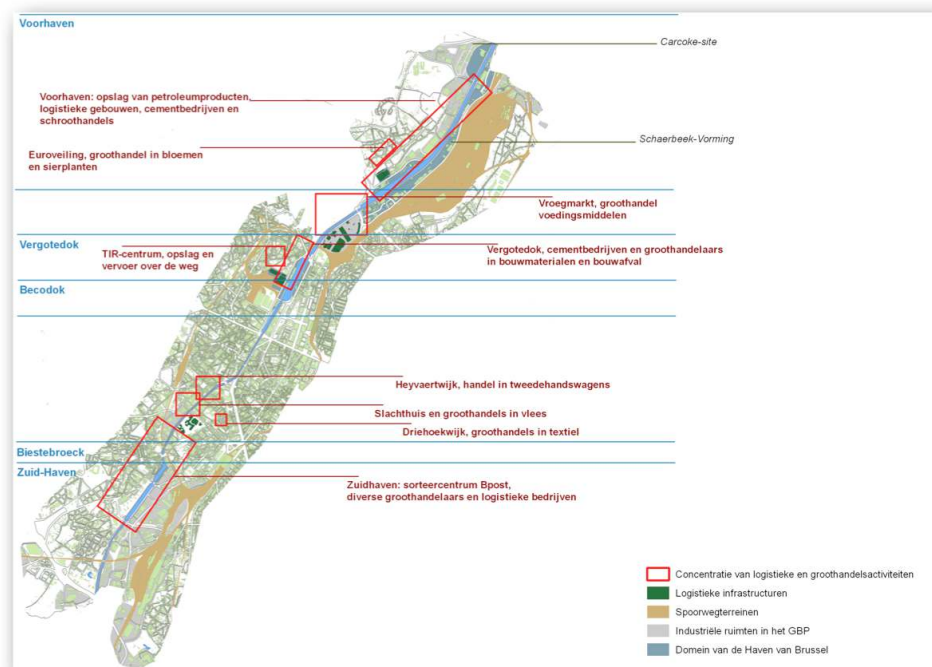 Voorhaven
Carcoke-site
Voorhaven: opslag van petroleumproducten,
logistieke gebouwen, cementbedrijven en
schroothandels
Schaerbeek-Vorming
Euroveiling, groothandel in bloemen
en sierplanten
Vroegmarkt, groothandel
voedingsmiddelen
Vergotedok
TIR-centrum, opslag en
vervoer over de weg
Vergotedok, cementbedrijven en groothandelaars
in bouwmaterialen en bouwafval
Becodok
Heyvaertwijk, handel in tweedehandswagens
Slachthuis en groothandels in vlees
Driehoekwijk, groothandels in textiel
Biestebroeck
Zuid-Haven
Zuidhaven: sorteercentrum Bpost,
diverse groothandelaars en logistieke bedrijven
Concentratie van logistieke en groothandelsactiviteiten
Logistieke infrastructuren
Spoorwegterreinen
Industriële ruimten in het GBP
Domein van de Haven van Brussel